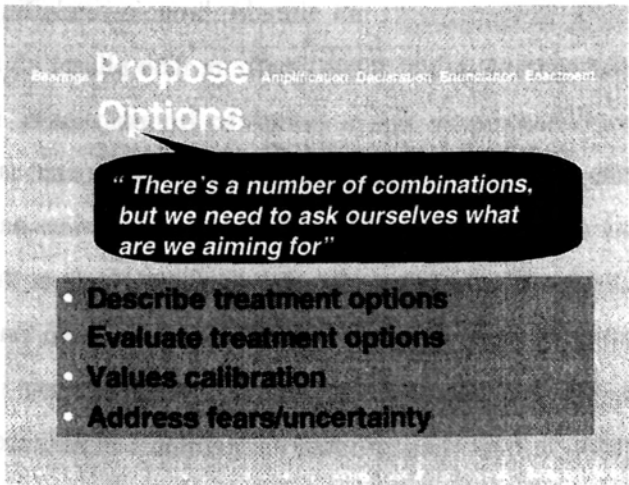 Bearings Propose Amplification Declaration Enunciation Enactment
Options
“ There's a number of combinations,
but we need to ask ourselves what
are we aiming for”
• Describe treatment options
• Evaluate treatment options
• Values calibration
• Address fears/uncertainty